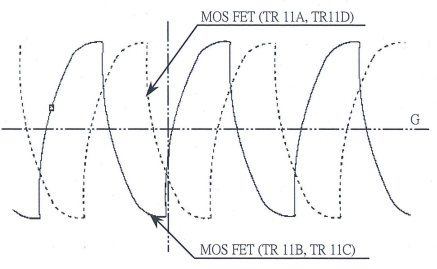 MOS FET (TR 11A, TR11D)
G
MOS FET (TR 11B, TR 11C)